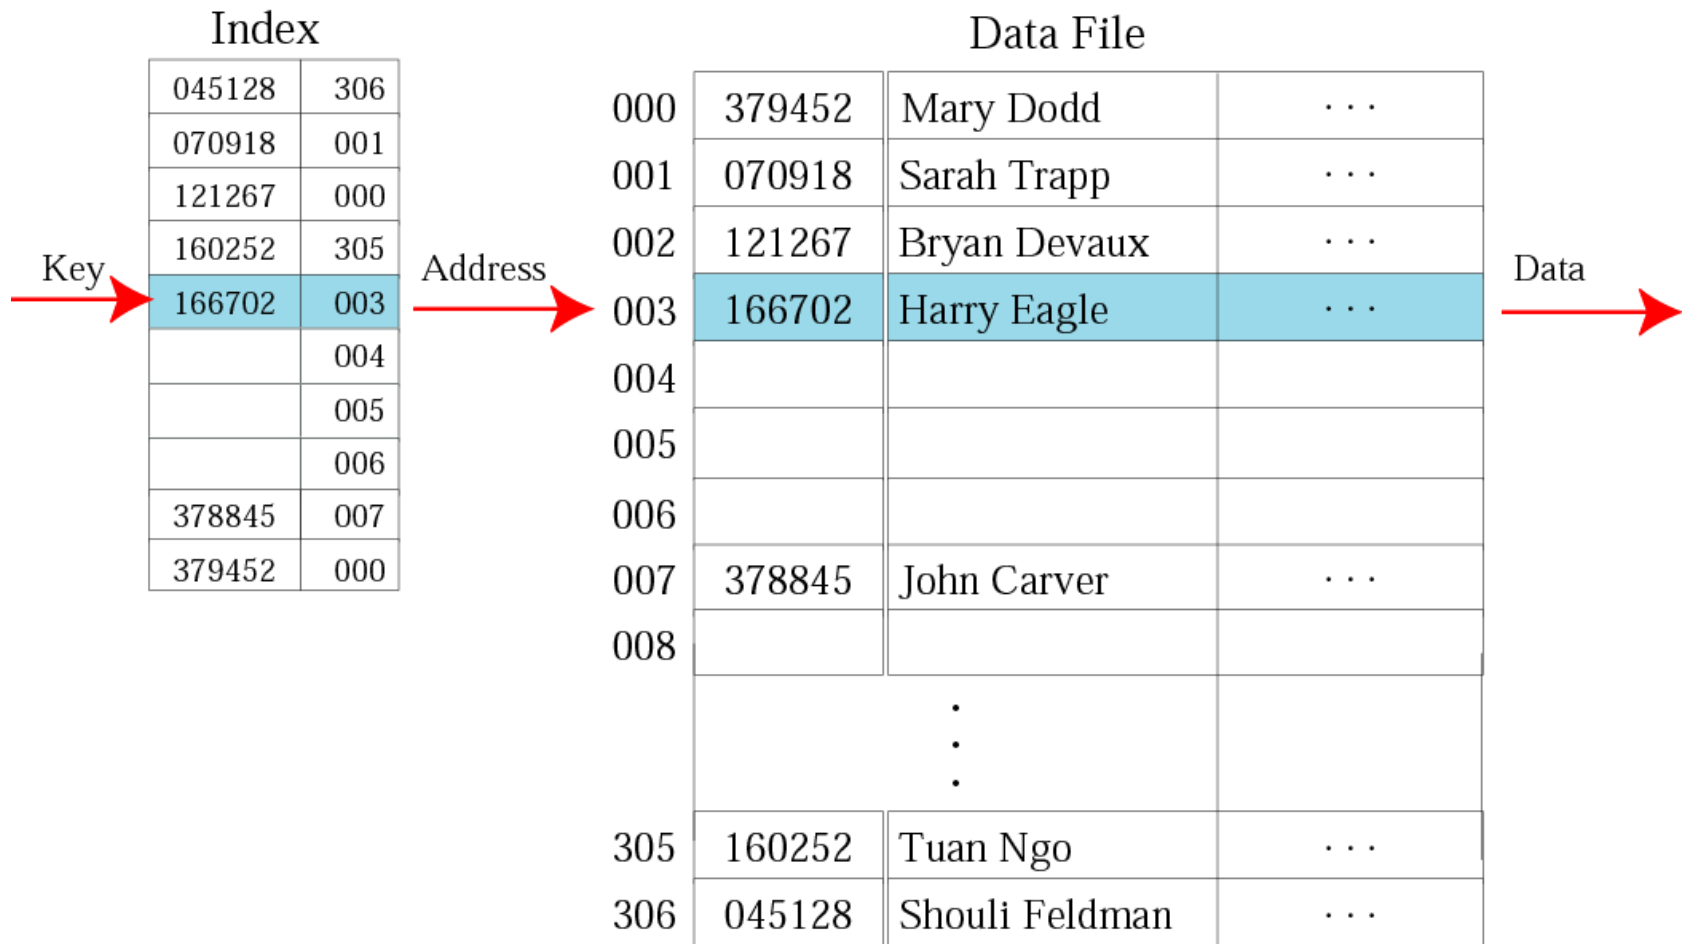 Index
045128 306
070918 001
121267 000
160252 305
166702 003
004
005
006
378845 007
379452 000
Key
Address
Data File
000 379452 Mary Dodd . . .
001 070918 Sarah Trapp . . .
002 121267 Bryan Devaux . . .
003 166702 Harry Eagle . . .
004
005
006
007 378845 John Carver . . .
008
.
.
.
305 160252 Tuan Ngo . . .
306 045128 Shouli Feldman . . .
Data